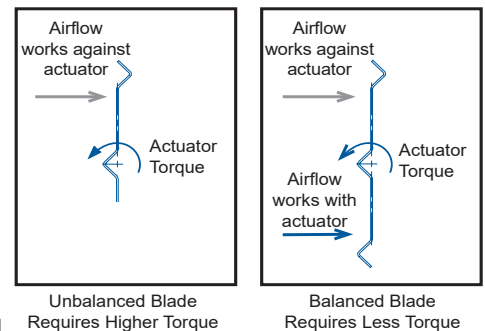 Airflow
works against
actuator
Actuator
Torque
Unbalanced Blade
Requires Higher Torque
Airflow
works against
actuator
Actuator
Torque
Airflow
works with
actuator
Balanced Blade
Requires Less Torque